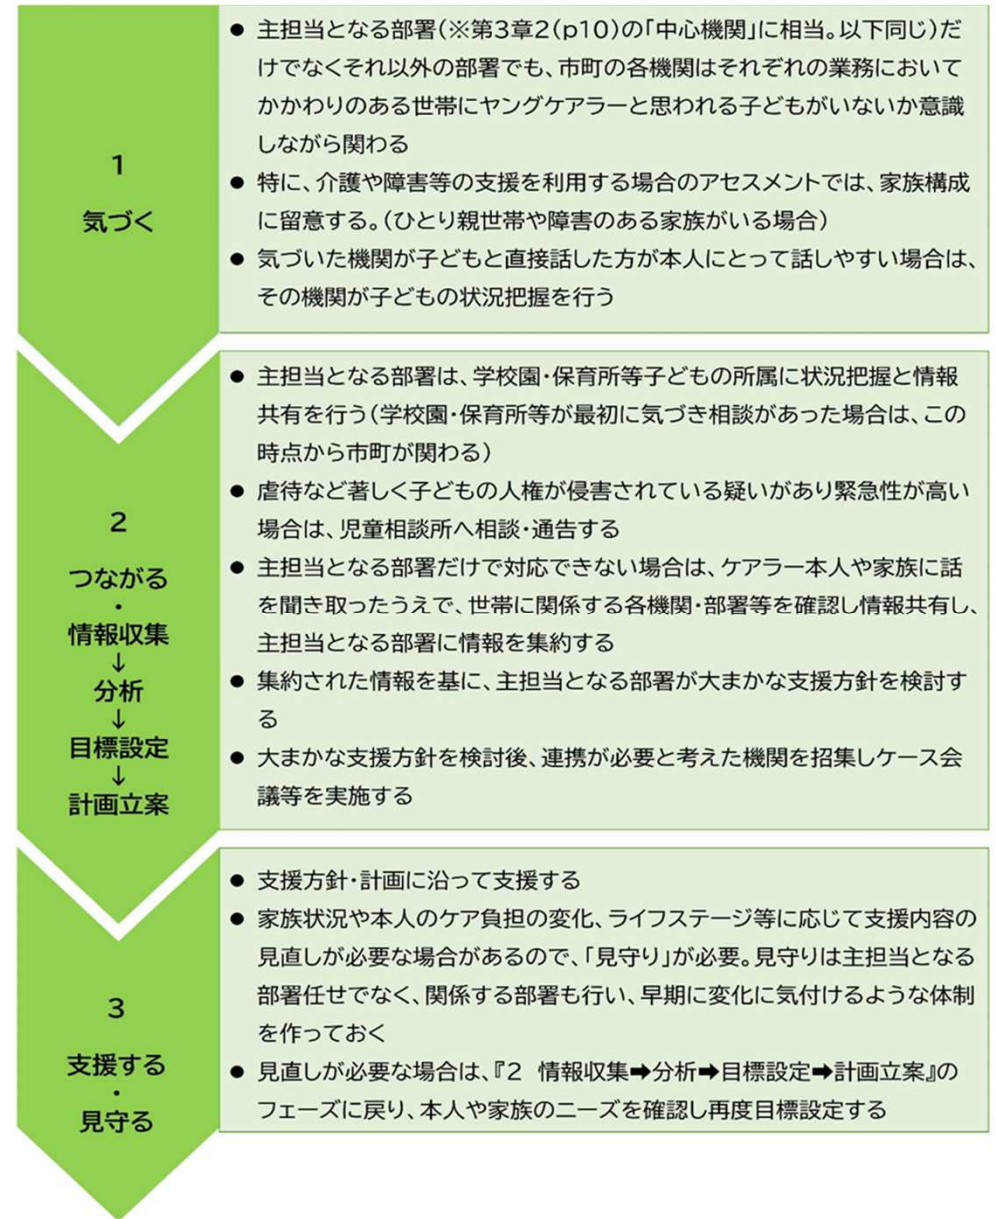 1
気づく
● 主担当となる部署(※第3章2(p10)の「中心機関」に相当。以下同じ)だ
けでなくそれ以外の部署でも、市町の各機関はそれぞれの業務において
かかわりのある世帯にヤングケアラーと思われる子どもがいないか意識
しながら関わる
● 特に、介護や障害等の支援を利用する場合のアセスメントでは、家族構成
に留意する。(ひとり親世帯や障害のある家族がいる場合)
● 気づいた機関が子どもと直接話した方が本人にとって話しやすい場合は、
その機関が子どもの状況把握を行う
2
つながる
・
情報収集
↓
分析
↓
目標設定
↓
計画立案
● 主担当となる部署は、学校園・保育所等子どもの所属に状況把握と情報
共有を行う(学校園・保育所等が最初に気づき相談があった場合は、この
時点から市町が関わる)
● 虐待など著しく子どもの人権が侵害されている疑いがあり緊急性が高い
場合は、児童相談所へ相談・通告する
● 主担当となる部署だけで対応できない場合は、ケアラー本人や家族に話
を聞き取ったうえで、世帯に関係する各機関・部署等を確認し情報共有し、
主担当となる部署に情報を集約する
● 集約された情報を基に、主担当となる部署が大まかな支援方針を検討す
る
● 大まかな支援方針を検討後、連携が必要と考えた機関を招集しケース会
議等を実施する
3
支援する
・
見守る
● 支援方針・計画に沿って支援する
● 家族状況や本人のケア負担の変化、ライフステージ等に応じて支援内容の
見直しが必要な場合があるので、「見守り」が必要。見守りは主担当となる
部署任せでなく、関係する部署も行い、早期に変化に気付けるような体制
を作っておく
● 見直しが必要な場合は、『2 情報収集➡分析➡目標設定➡計画立案』の
フェーズに戻り、本人や家族のニーズを確認し再度目標設定する